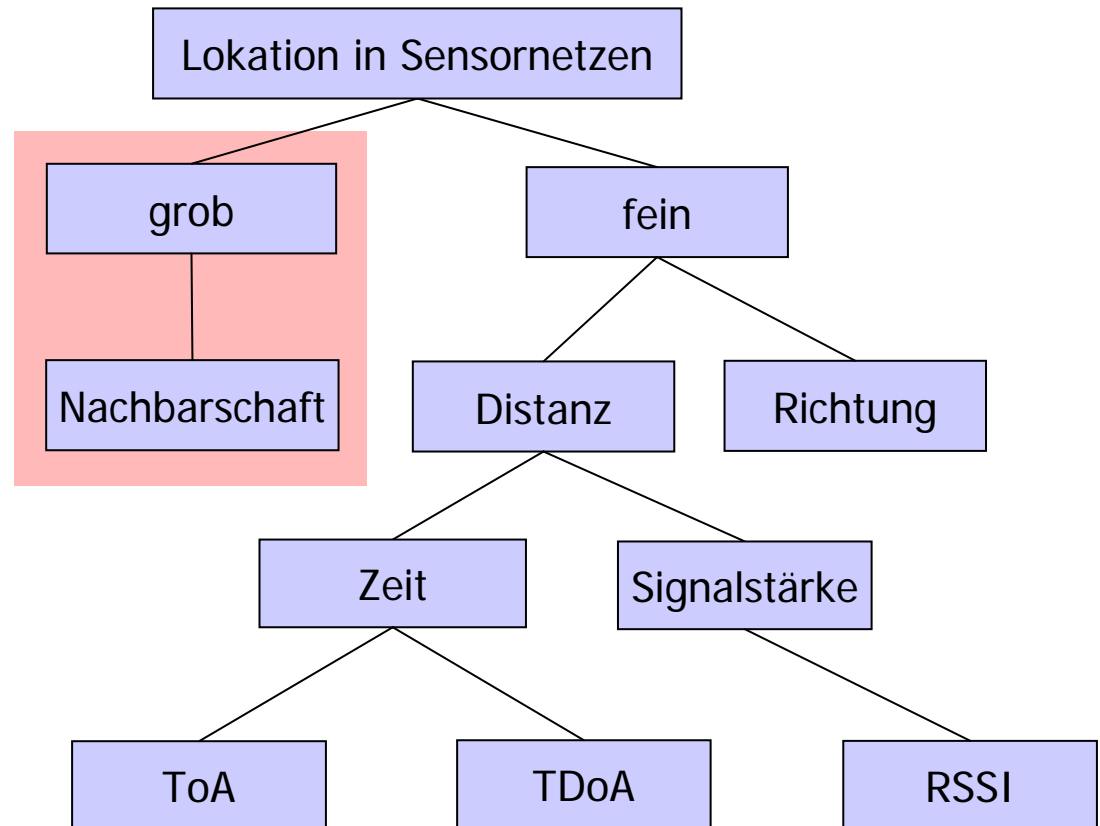 Lokation in Sensornetzen
grob
fein
Nachbarschaft
Distanz
Richtung
Zeit
Signalstärke
ToA
TDoA
RSSI